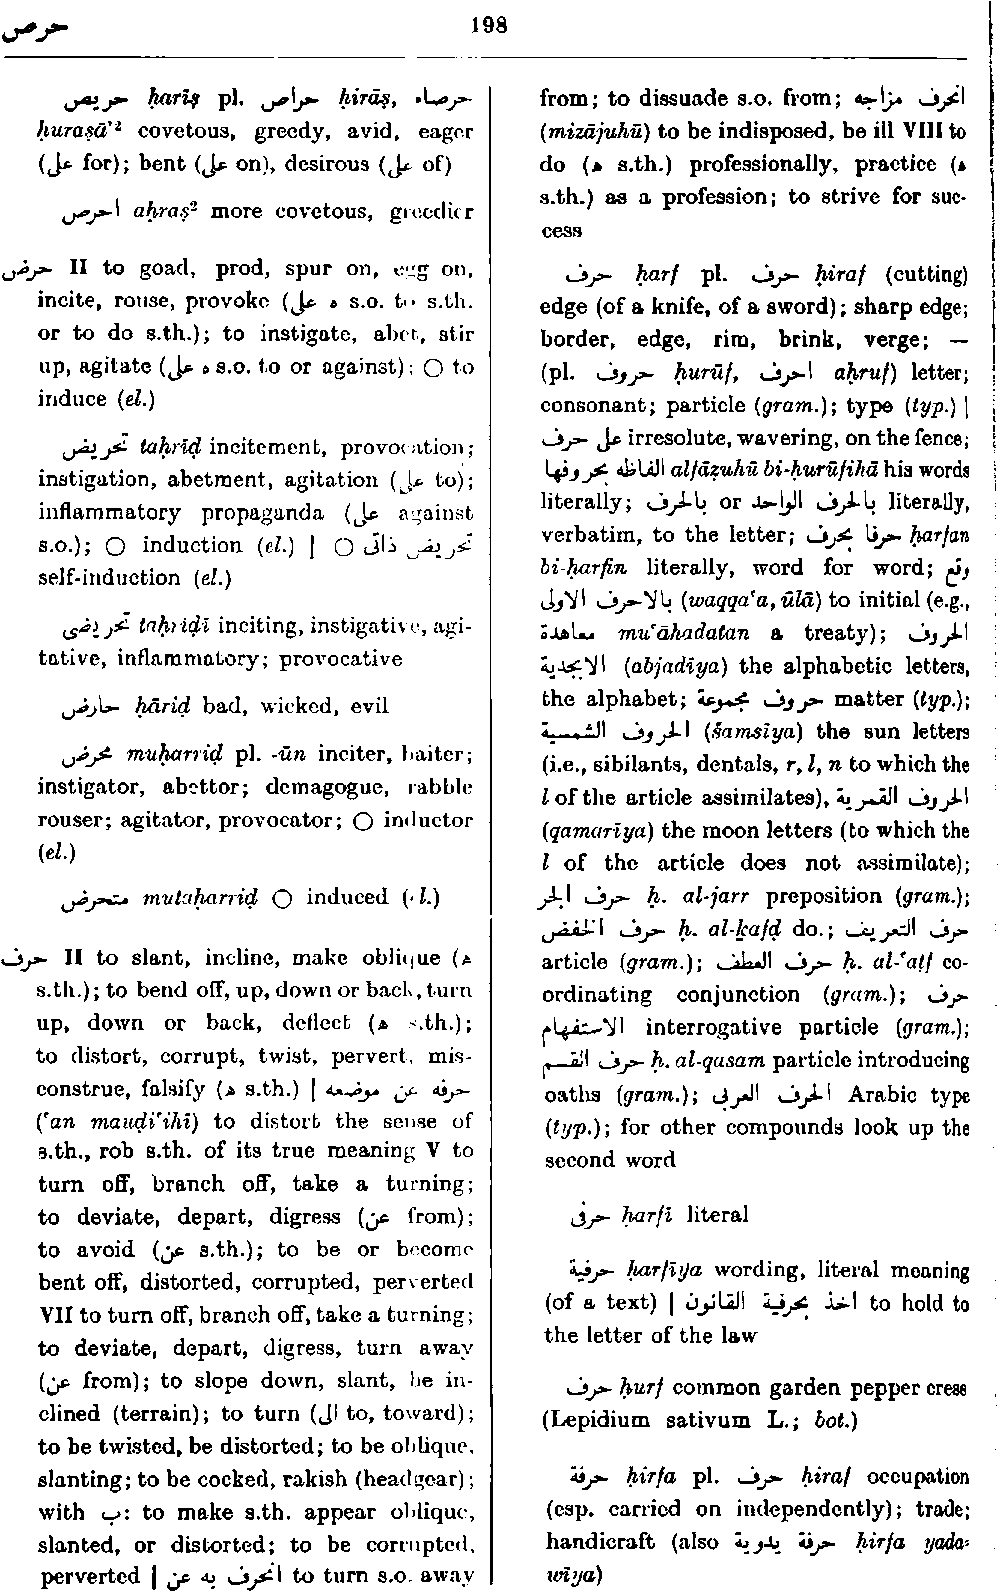 حرص
198
حريص ḥarīṣ pl. حراص ḥirāṣ, حرصاء
ḥuraṣā'² covetous, greedy, avid, eager
(على for); bent (على on), desirous (على of)
احرص aḥraṣ² more covetous, greedier
حرض II to goad, prod, spur on, egg on,
incite, rouse, provoke (على ه s.o. to s.th.
or to do s.th.); to instigate, abet, stir
up, agitate (على ه s.o. to or against); ○ to
induce (el.)
تحريض taḥrīḍ incitement, provocation;
instigation, abetment, agitation (على to);
inflammatory propaganda (على against
s.o.); ○ induction (el.) | ○ تحريض ذاتى
self-induction (el.)
تحريضى taḥrīḍī inciting, instigative, agi-
tative, inflammatory; provocative
حارض ḥāriḍ bad, wicked, evil
محرض muḥarriḍ pl. -ūn inciter, baiter;
instigator, abettor; demagogue, rabble
rouser; agitator, provocator; ○ inductor
(el.)
متحرض mutaḥarriḍ ○ induced (el.)
حرف II to slant, incline, make oblique (ه
s.th.); to bend off, up, down or back, turn
up, down or back, deflect (ه s.th.);
to distort, corrupt, twist, pervert, mis-
construe, falsify (ه s.th.) | حرفه عن موضعه
('an mauḍi'ihī) to distort the sense of
s.th., rob s.th. of its true meaning V to
turn off, branch off, take a turning;
to deviate, depart, digress (عن from);
to avoid (عن s.th.); to be or become
bent off, distorted, corrupted, perverted
VII to turn off, branch off, take a turning;
to deviate, depart, digress, turn away
(عن from); to slope down, slant, be in-
clined (terrain); to turn (الى to, toward);
to be twisted, be distorted; to be oblique,
slanting; to be cocked, rakish (headgear);
with ب: to make s.th. appear oblique,
slanted, or distorted; to be corrupted,
perverted | انحرف به عن to turn s.o. away
from; to dissuade s.o. from; انحرف مزاجه
(mizājuhū) to be indisposed, be ill VIII to
do (ه s.th.) professionally, practice (ه
s.th.) as a profession; to strive for suc-
cess
حرف ḥarf pl. حرف ḥiraf (cutting)
edge (of a knife, of a sword); sharp edge;
border, edge, rim, brink, verge; —
(pl. حروف ḥurūf, احرف aḥruf) letter;
consonant; particle (gram.); type (typ.) |
على حرف irresolute, wavering, on the fence;
الفاظه بحروفها alfāẓuhū bi-ḥurūfihā his words
literally; بالحرف or بالحرف الواحد literally,
verbatim, to the letter; حرفا بحرف ḥarfan
bi-ḥarfin literally, word for word; وقع
بالاحرف الاولى (waqqa'a, ūlā) to initial (e.g.,
معاهدة mu'āhadatan a treaty); الحروف
الابجدية (abjadīya) the alphabetic letters,
the alphabet; حروف مجموعة matter (typ.);
الحروف الشمسية (šamsīya) the sun letters
(i.e., sibilants, dentals, r, l, n to which the
l of the article assimilates), الحروف القمرية
(qamarīya) the moon letters (to which the
l of the article does not assimilate);
حرف الجر ḥ. al-jarr preposition (gram.);
حرف الخفض ḥ. al-ḵafḍ do.; حرف التعريف
article (gram.); حرف العطف ḥ. al-'aṭf co-
ordinating conjunction (gram.); حرف
الاستفهام interrogative particle (gram.);
حرف القسم ḥ. al-qasam particle introducing
oaths (gram.); الحرف العربى Arabic type
(typ.); for other compounds look up the
second word
حرفى ḥarfī literal
حرفية ḥarfīya wording, literal meaning
(of a text) | اخذ بحرفية القانون to hold to
the letter of the law
حرف ḥurf common garden pepper cress
(Lepidium sativum L.; bot.)
حرفة ḥirfa pl. حرف ḥiraf occupation
(esp. carried on independently); trade;
handicraft (also حرفة يدوية ḥirfa yada-
wīya)